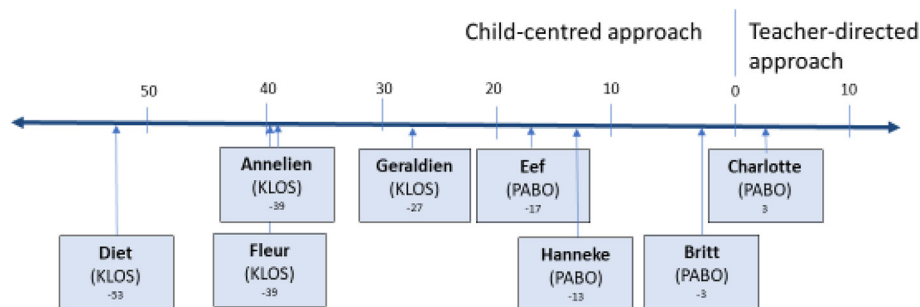 Child-centred approach
Teacher-directed
approach
50
40
30
20
10
0
10
Annelien
(KLOS)
-39
Geraldien
(KLOS)
-27
Eef
(PABO)
-17
Charlotte
(PABO)
3
Diet
(KLOS)
-53
Fleur
(KLOS)
-39
Hanneke
(PABO)
-13
Britt
(PABO)
-3